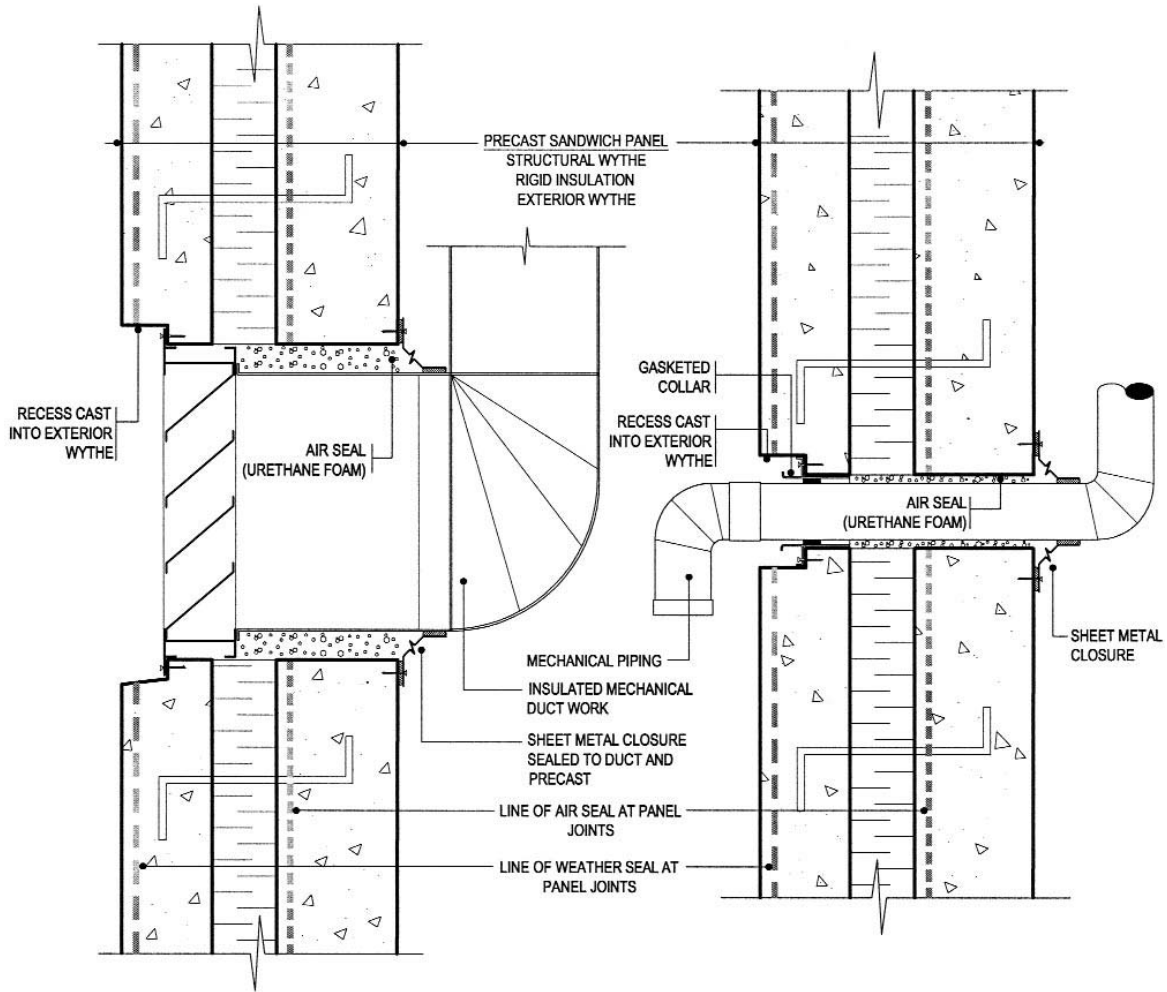 PRECAST SANDWICH PANEL
STRUCTURAL WYTHE
RIGID INSULATION
EXTERIOR WYTHE
RECESS CAST
INTO EXTERIOR
WYTHE
AIR SEAL
(URETHANE FOAM)
GASKETED
COLLAR
RECESS CAST
INTO EXTERIOR
WYTHE
AIR SEAL
(URETHANE FOAM)
MECHANICAL PIPING
INSULATED MECHANICAL
DUCT WORK
SHEET METAL CLOSURE
SEALED TO DUCT AND
PRECAST
SHEET METAL
CLOSURE
LINE OF AIR SEAL AT PANEL
JOINTS
LINE OF WEATHER SEAL AT
PANEL JOINTS